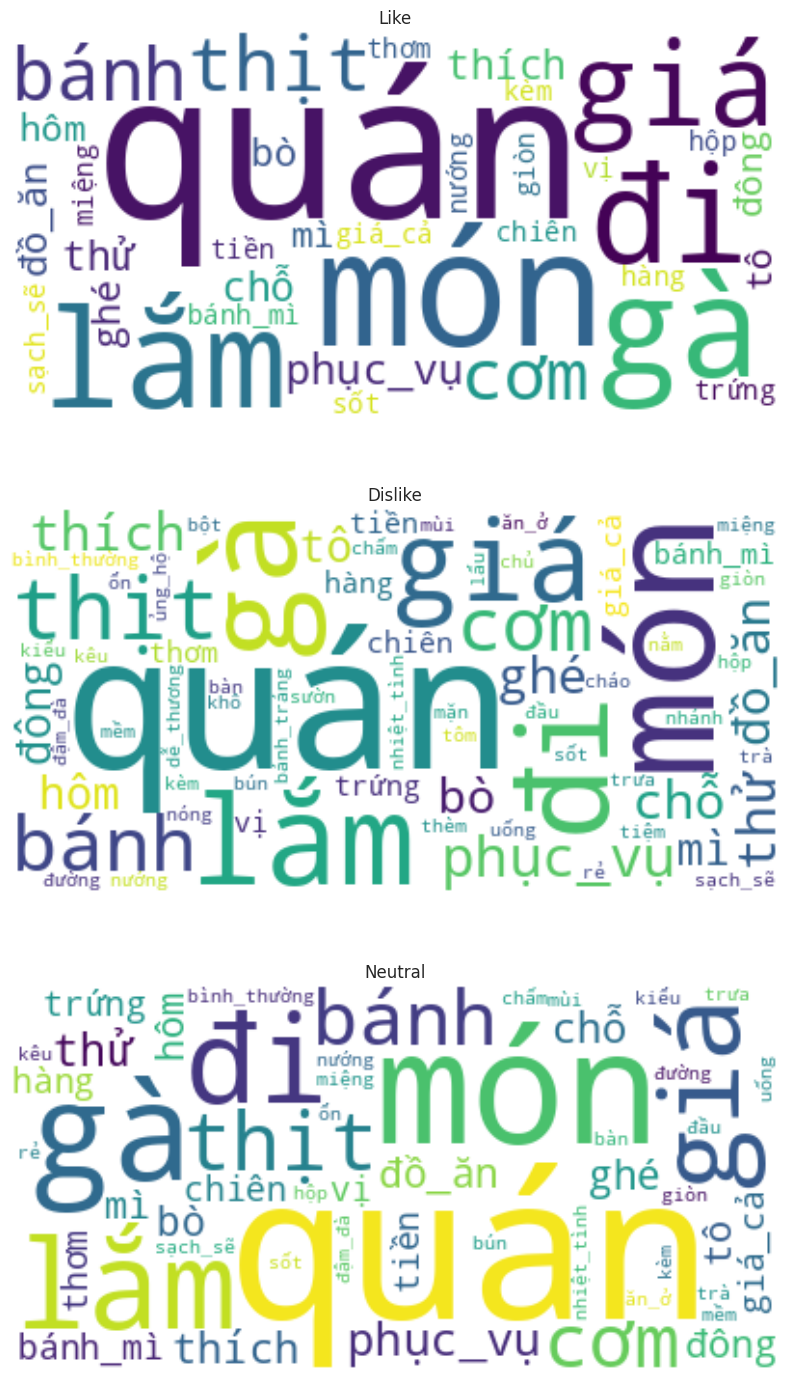 Like
bánh
thịt
thơm
thích
kèm
giá
hôm
quán
bò
nướng
giòn
vị
hộp
đông
miệng
đồ_ăn
thử
tiền
mì
giá_cả
chiên
đi
tô
sạch_sẽ
ghé
chỗ
bánh_mì
món
hàng
gà
lắm
phục_vụ
cơm
sốt
trứng
Dislike
thích
bột
gà
tô
tiền
mùi
ăn_ở
giá
giá_cả
món
miệng
bình_thường
ổn
ủng_hộ
chấm
lẩu
chủ
bánh_mì
thịt
hàng
cơm
giòn
kiểu
kêu
thơm
chiên
nằm
hộp
đồ_ăn
đông
đậm_đà
quán
mềm
dễ_thương
bàn
khô
bánh_tráng
sườn
nhiệt_tình
mặn
tôm
ghé
cháo
đầu
đi
nhánh
sốt
trà
hôm
kèm
bún
trứng
bò
trưa
chỗ
thử
bánh
nóng
vị
lắm
thèm
uống
tiệm
phục_vụ
rẻ
mì
đường
nướng
sạch_sẽ
Neutral
trứng
hôm
bình_thường
bánh
chấm
mùi
chỗ
kiểu
trưa
giá
kêu
thử
đi
nướng
món
đường
uống
hàng
miệng
gà
thịt
ổn
bàn
đầu
rẻ
đồ_ăn
ghé
chiên
hộp
vị
giòn
mì
bò
quán
tiền
tô
giá_cả
thơm
lắm
sạch_sẽ
sốt
đậm_đà
bún
nhiệt_tình
kèm
ăn_ở
trà
mềm
bánh_mì
thích
phục_vụ
cơm
đông